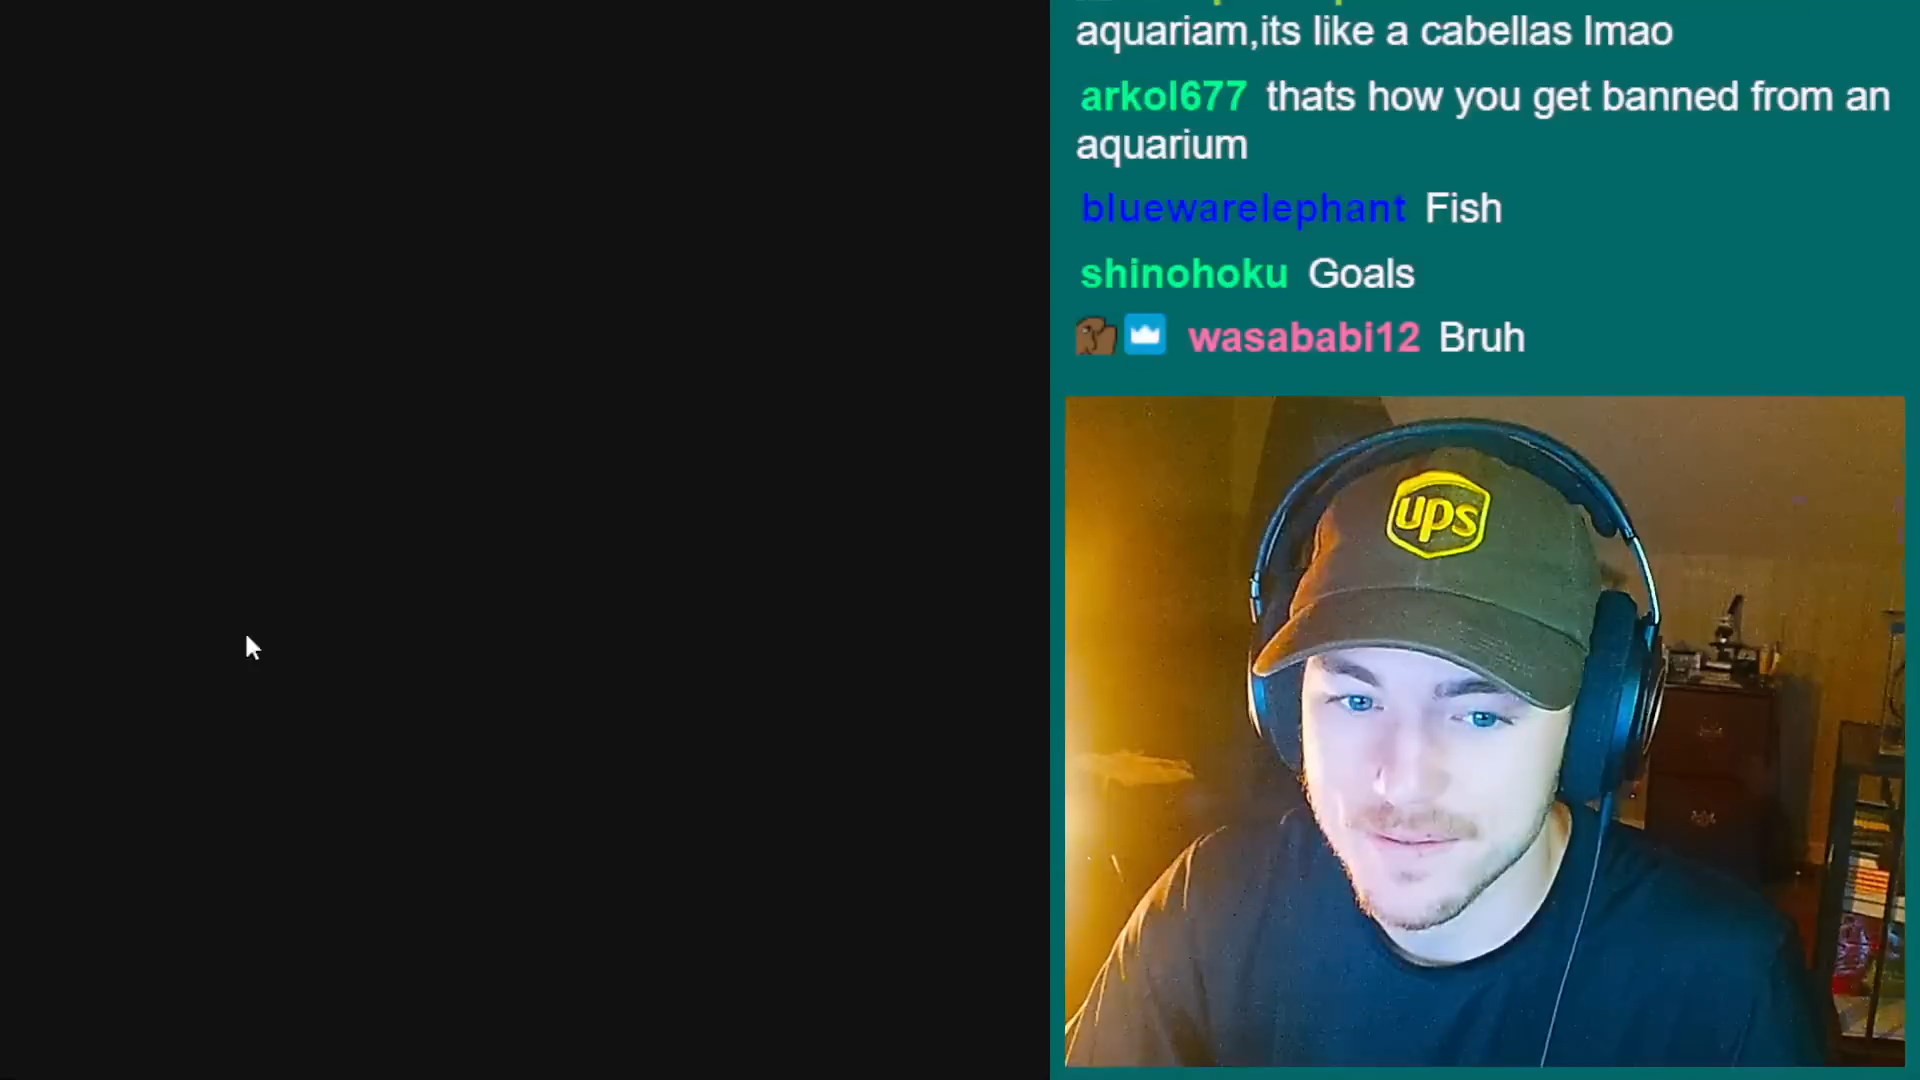 aquariam,its like a cabellas lmao
arkol677 thats how you get banned from an
aquarium
bluewarelephant Fish
shinohoku Goals
wasababi12 Bruh
ups